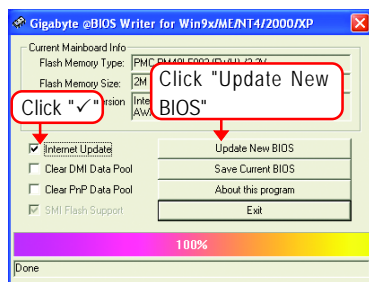 Gigabyte @BIOS Writer for Win9x/ME/NT4/2000/XP
Current Mainboard Info
Flash Memory Type: PMC
Flash Memory Size: 2M
Click "Update New
BIOS"
Click "✓"
Internet Update
Update New BIOS
Clear DMI Data Pool
Save Current BIOS
Clear PnP Data Pool
About this program
SMI Flash Support
Exit
100%
Done